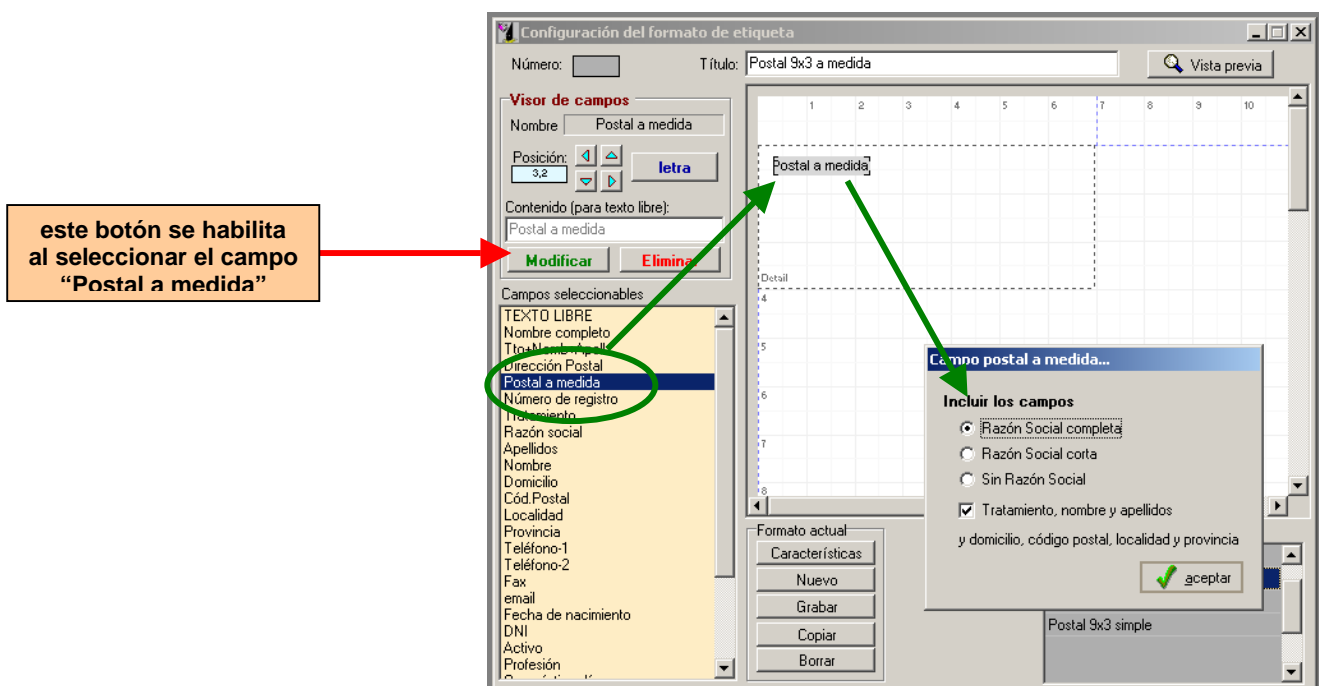 Configuración del formato de etiqueta
Número:
Título: Postal 9x3 a medida
Vista previa
Visor de campos
Nombre Postal a medida
Posición:
3,2
letra
Contenido (para texto libre):
Postal a medida
Modificar Eliminar
este botón se habilita
al seleccionar el campo
“Postal a medida”
Campos seleccionables
TEXTO LIBRE
Nombre completo
Tto+Nomb+Apell
Dirección Postal
Postal a medida
Número de registro
Tratamiento
Razón social
Apellidos
Nombre
Domicilio
Cód.Postal
Localidad
Provincia
Teléfono-1
Teléfono-2
Fax
email
Fecha de nacimiento
DNI
Activo
Profesión
1 2 3 4 5 6 7 8 9 10
Postal a medida
Detail
4
5
6
7
8
Campo postal a medida...
Incluir los campos
Razón Social completa
Razón Social corta
Sin Razón Social
Tratamiento, nombre y apellidos
y domicilio, código postal, localidad y provincia
aceptar
Formato actual
Características
Nuevo
Grabar
Copiar
Borrar
Postal 9x3 simple